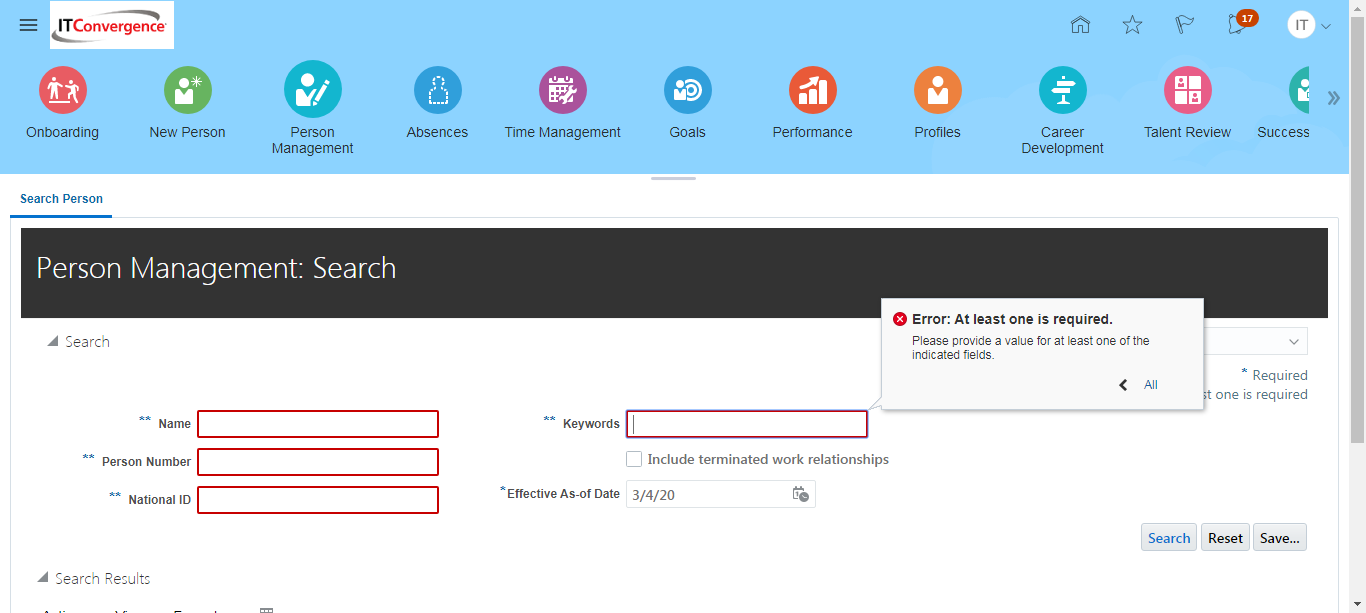 ITConvergence
17
IT
Onboarding
New Person
Person
Management
Absences
Time Management
Goals
Performance
Profiles
Career
Development
Talent Review
Success
Search Person
Person Management: Search
Error: At least one is required.
Please provide a value for at least one of the
indicated fields.
All
Search
* Required
st one is required
** Name
** Keywords
** Person Number
Include terminated work relationships
** National ID
*Effective As-of Date 3/4/20
Search Reset Save...
Search Results